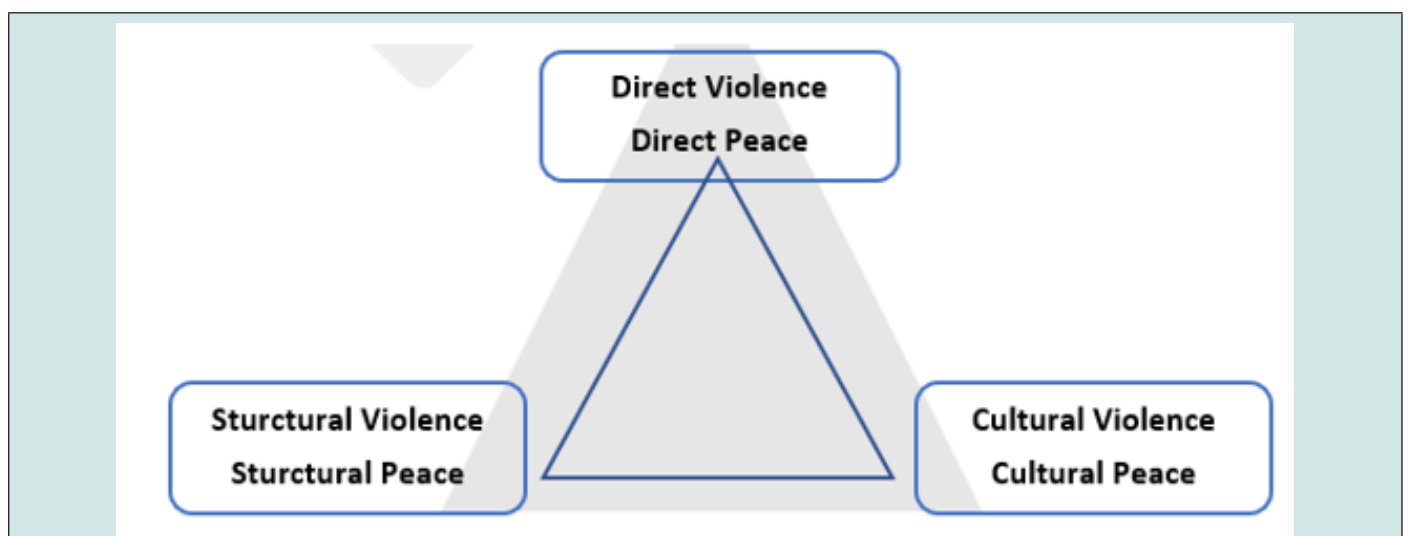 Direct Violence
Direct Peace
Sturctural Violence
Sturctural Peace
Cultural Violence
Cultural Peace